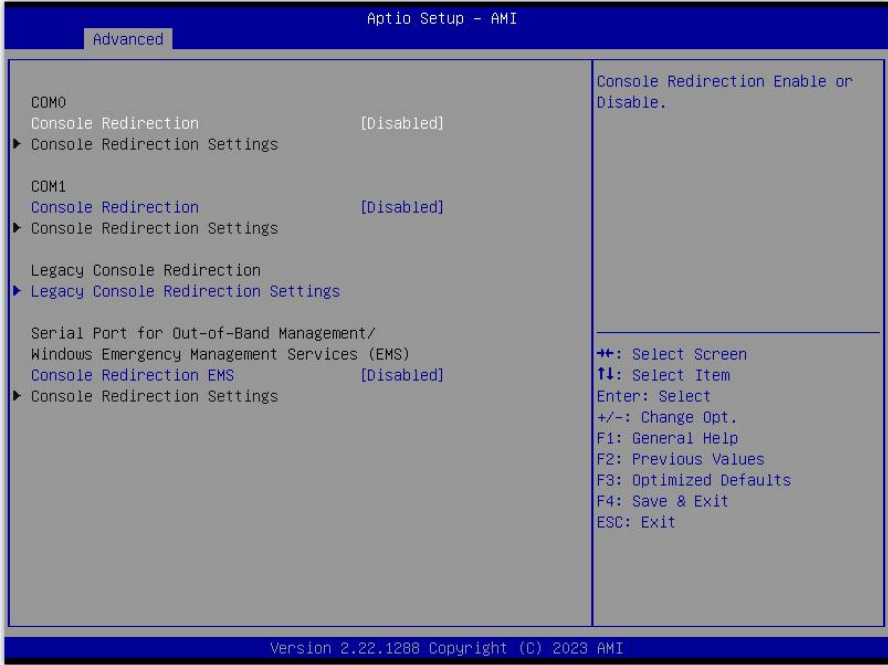 Aptio Setup – AMI
Advanced
COM0
Console Redirection [Disabled]
Console Redirection Settings
COM1
Console Redirection [Disabled]
Console Redirection Settings
Legacy Console Redirection
Legacy Console Redirection Settings
Serial Port for Out-of-Band Management/
Windows Emergency Management Services (EMS)
Console Redirection EMS [Disabled]
Console Redirection Settings
Console Redirection Enable or
Disable.
→←: Select Screen
↑↓: Select Item
Enter: Select
+/-: Change Opt.
F1: General Help
F2: Previous Values
F3: Optimized Defaults
F4: Save & Exit
ESC: Exit
Version 2.22.1288 Copyright (C) 2023 AMI